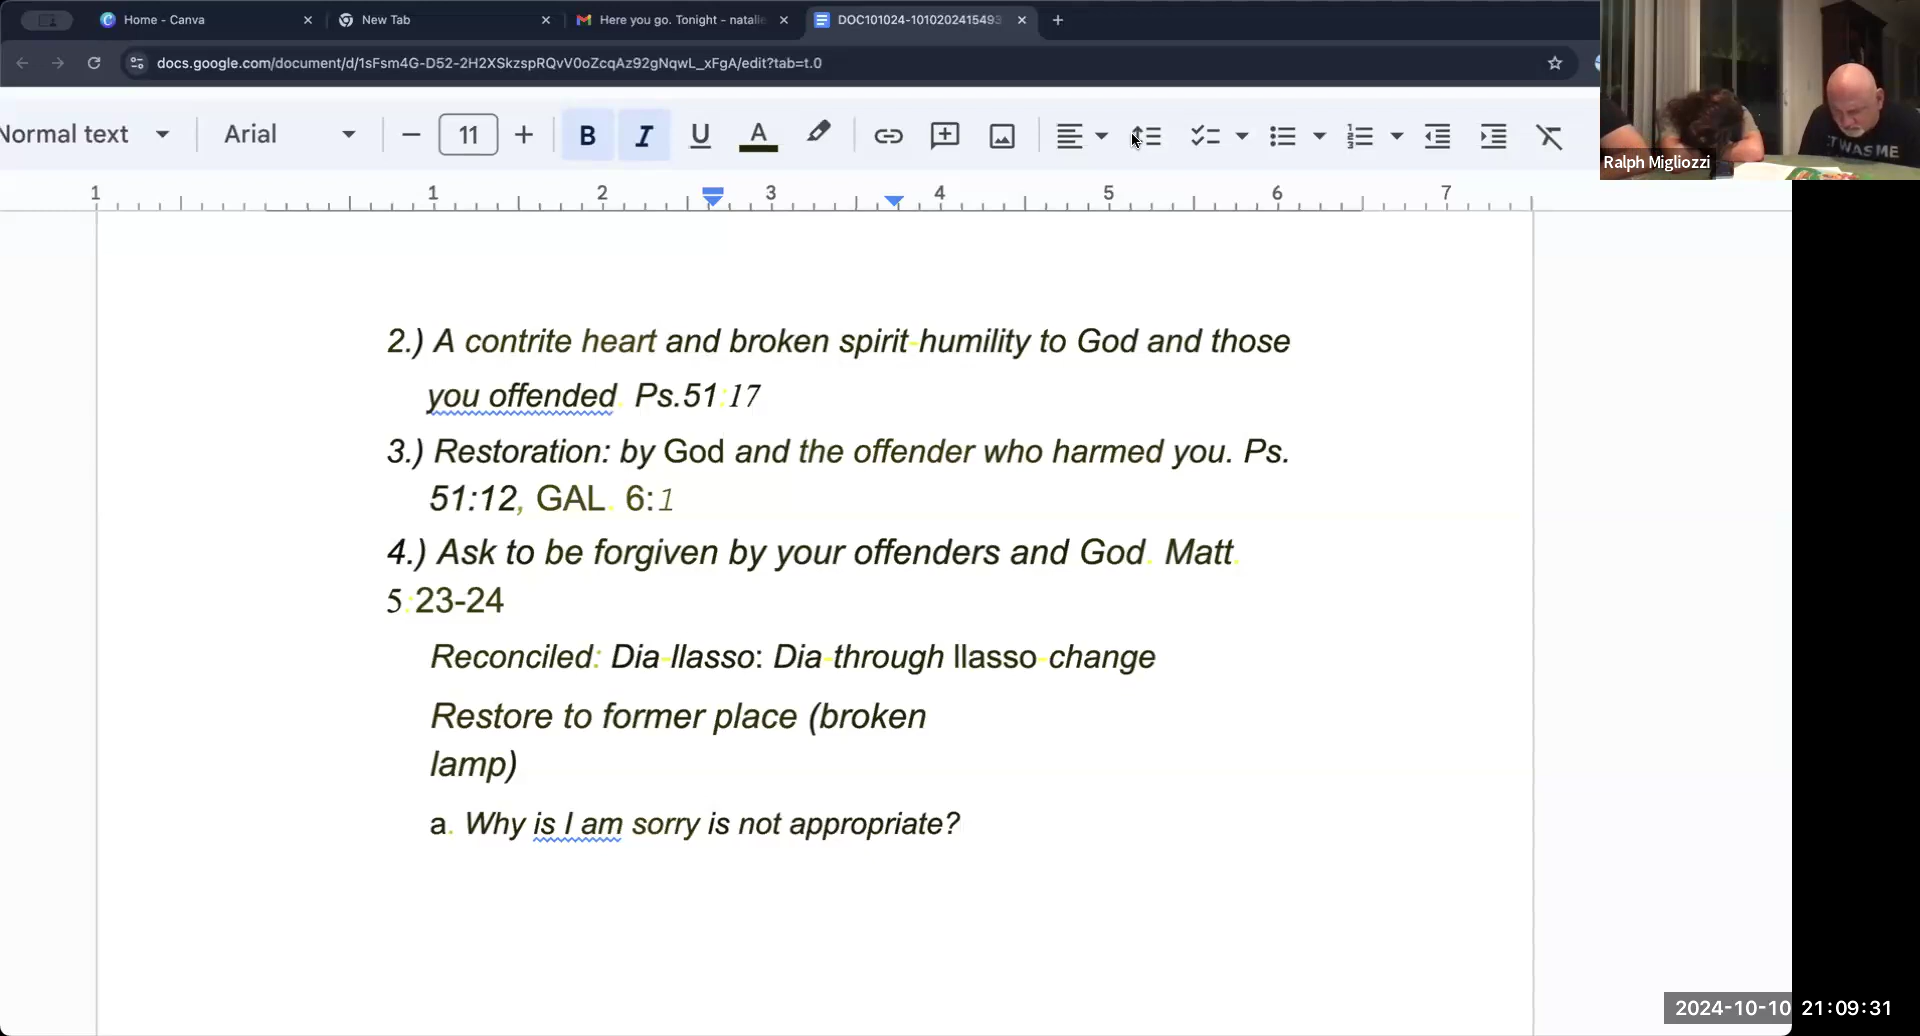 Home - Canva
New Tab
Here you go. Tonight - natalie
DOC101024-1010202415493
docs.google.com/document/d/1sFsm4G-D52-2H2XSkzspRQvV0oZcqAz92gNqwL_xFgA/edit?tab=t.0
Normal text
Arial
11
B I U A
1 1 2 3 4 5 6 7
Ralph Migliozzi
TWAS ME
2.) A contrite heart and broken spirit-humility to God and those
you offended. Ps.51:17
3.) Restoration: by God and the offender who harmed you. Ps.
51:12, GAL. 6:1
4.) Ask to be forgiven by your offenders and God. Matt.
5:23-24
Reconciled: Dia-llasso: Dia-through llasso-change
Restore to former place (broken
lamp)
a. Why is I am sorry is not appropriate?
2024-10-10 21:09:31